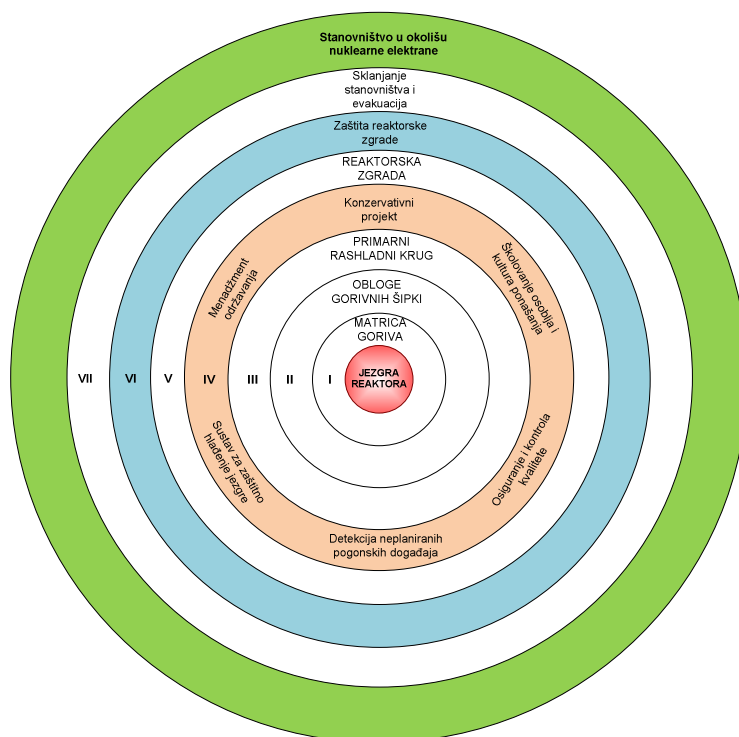 Stanovništvo u okolišu
nuklearne elektrane
Sklanjanje
stanovništva i
evakuacija
Zaštita reaktorske
zgrade
REAKTORSKA
ZGRADA
Konzervativni
projekt
PRIMARNI
RASHLADNI KRUG
Menadžment
održavanja
Školovanje osoblja i
kultura ponašanja
OBLOGE
GORIVNIH ŠIPKI
MATRICA
GORIVA
VII VI V IV III II I
JEZGRA
REAKTORA
Sustav za zaštitno
hlađenje jezgre
Osiguranje i kontrola
kvalitete
Detekcija neplaniranih
pogonskih događaja